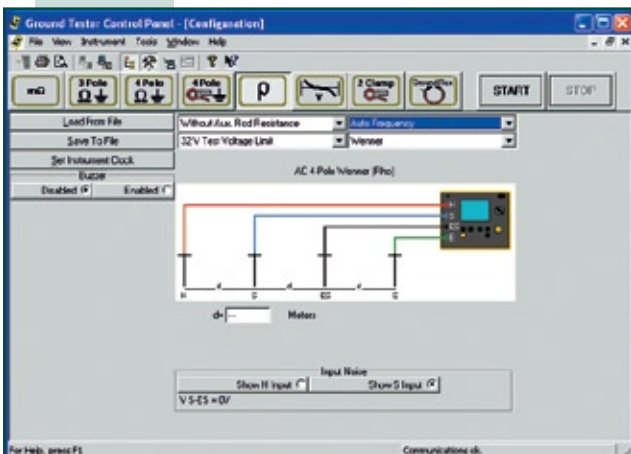 Ground Tester Control Panel - [Configuration]
File View Instrument Tools Window Help
mΩ 3 Pole Ω 4 Pole Ω 4 Pole ρ 2 Clamp GroundFlex START STOP
Load From File Without Aux. Rod Resistance Auto Frequency
Save To File 32V Test Voltage Limit Wenner
Set Instrument Clock
Buzzer
Disabled Enabled
AC 4-Pole Wenner (Rho)
H
S
ES
E
d d d
H S ES E
d= --- Meters
Input Noise
Show H Input Show S Input
V S-ES = 0V
For Help, press F1 Communications ok.